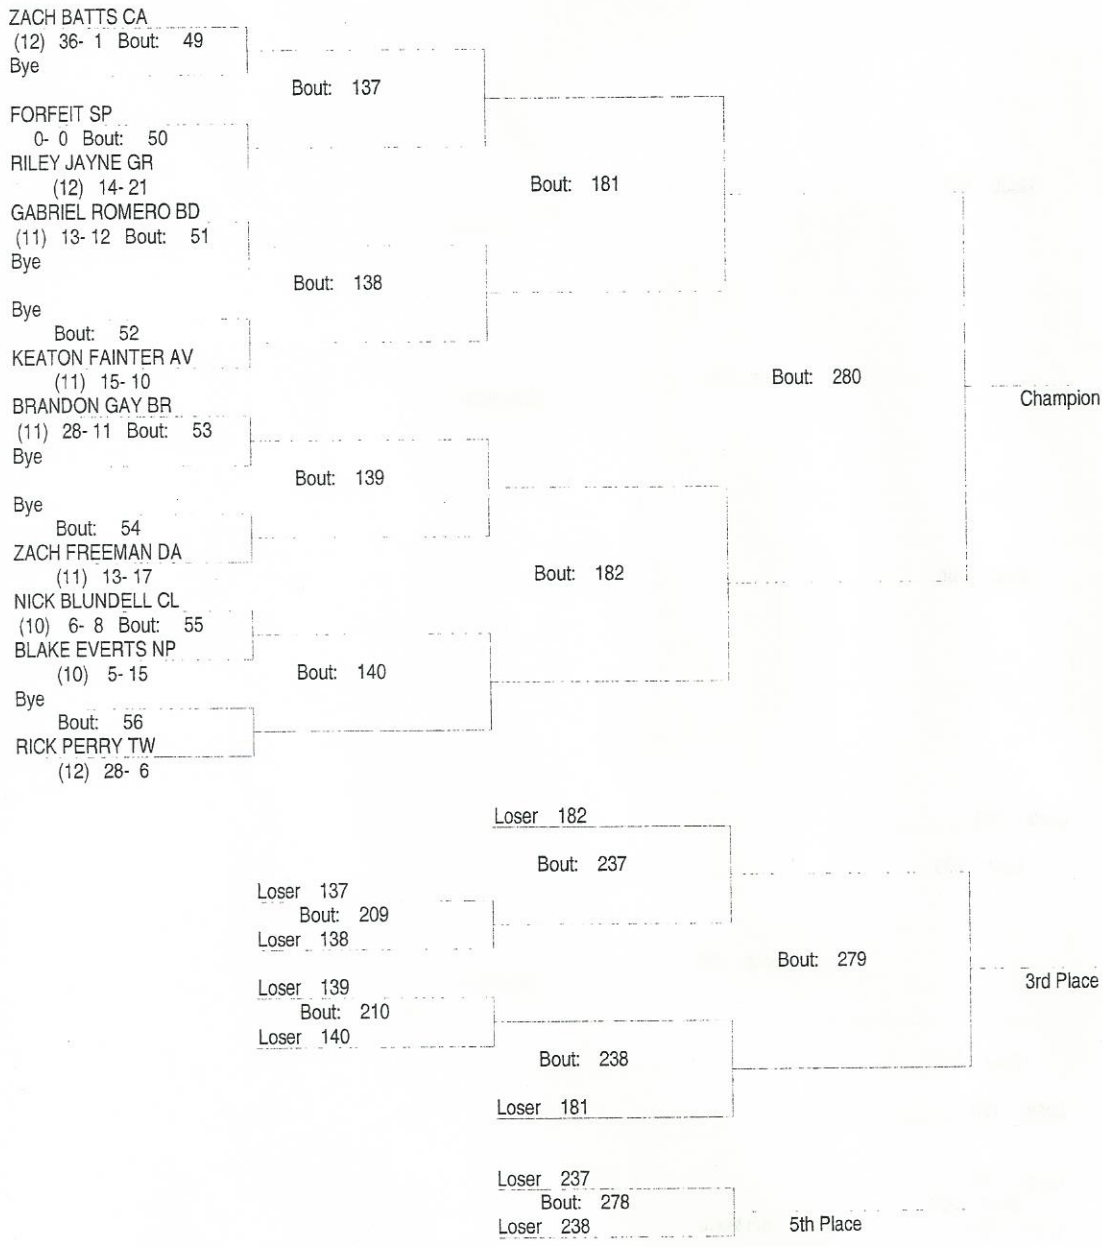 ZACH BATTS CA
(12) 36- 1 Bout: 49
Bye
Bout: 137
FORFEIT SP
0- 0 Bout: 50
RILEY JAYNE GR
(12) 14- 21
Bout: 181
GABRIEL ROMERO BD
(11) 13- 12 Bout: 51
Bye
Bout: 138
Bye
Bout: 52
KEATON FAINTER AV
(11) 15- 10
Bout: 280
Champion
BRANDON GAY BR
(11) 28- 11 Bout: 53
Bye
Bout: 139
Bye
Bout: 54
ZACH FREEMAN DA
(11) 13- 17
Bout: 182
NICK BLUNDELL CL
(10) 6- 8 Bout: 55
BLAKE EVERTS NP
(10) 5- 15
Bout: 140
Bye
Bout: 56
RICK PERRY TW
(12) 28- 6
Loser 182
Bout: 237
Loser 137
Bout: 209
Loser 138
Bout: 279
3rd Place
Loser 139
Bout: 210
Loser 140
Bout: 238
Loser 181
Loser 237
Bout: 278
Loser 238
5th Place